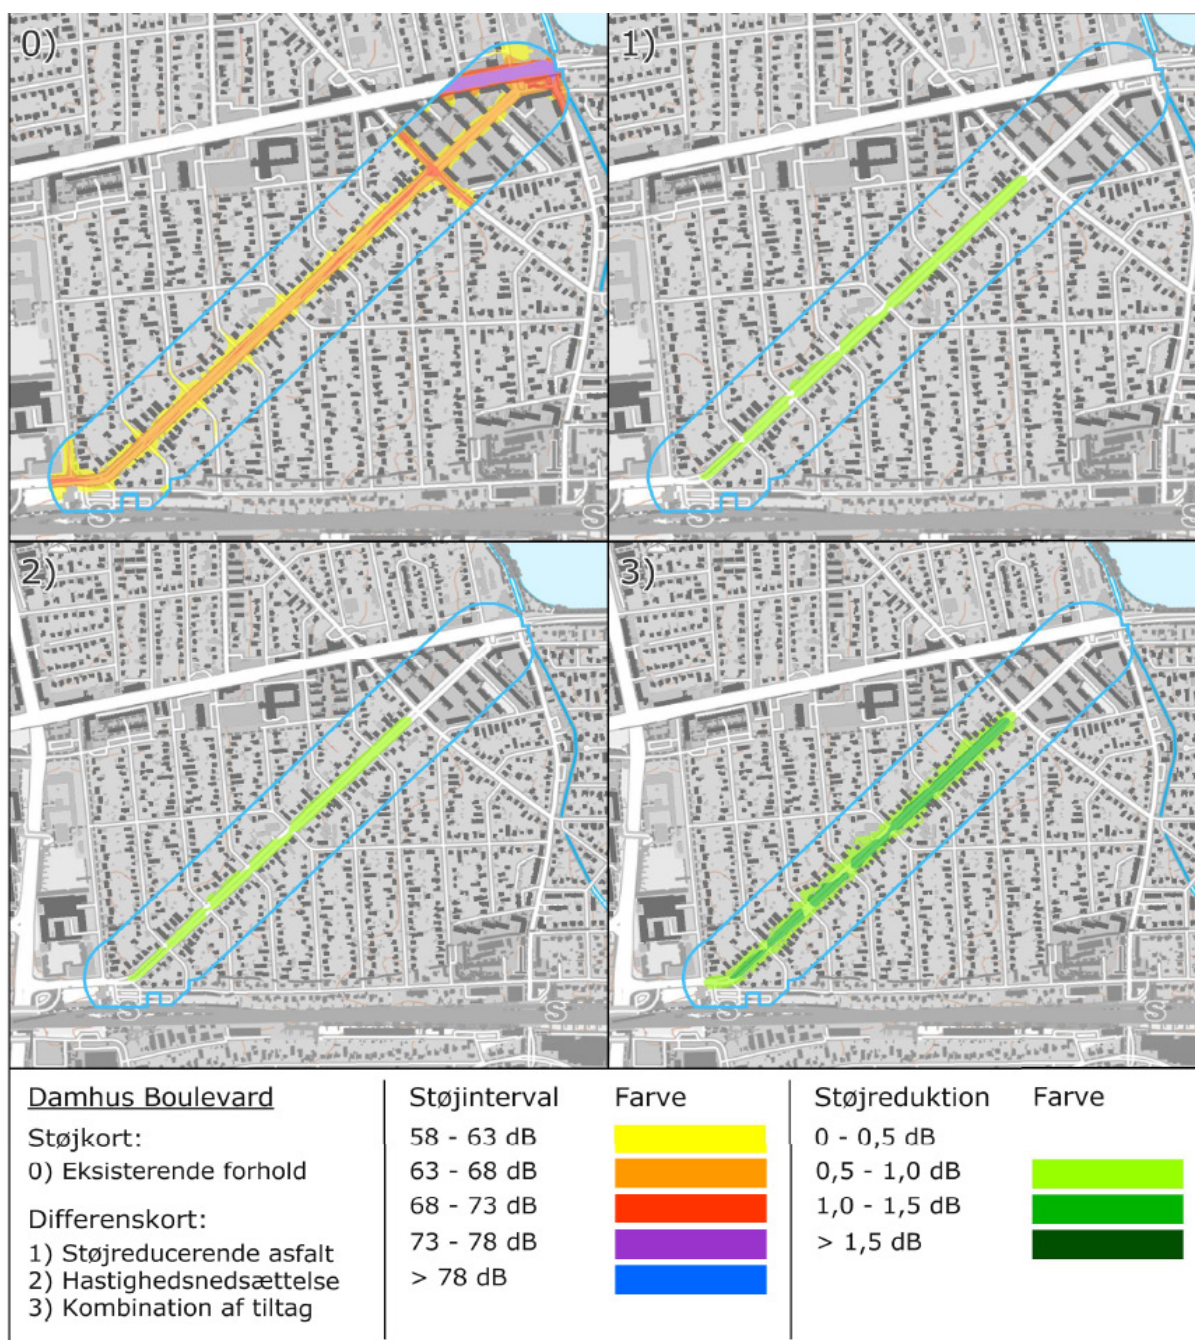 0)
1)
S
S
S
S
2)
3)
S
S
S
S
Damhus Boulevard
Støjkort:
0) Eksisterende forhold
Differenskort:
1) Støjreducerende asfalt
2) Hastighedsnedsættelse
3) Kombination af tiltag
Støjinterval Farve
58 - 63 dB
63 - 68 dB
68 - 73 dB
73 - 78 dB
> 78 dB
Støjreduktion Farve
0 - 0,5 dB
0,5 - 1,0 dB
1,0 - 1,5 dB
> 1,5 dB